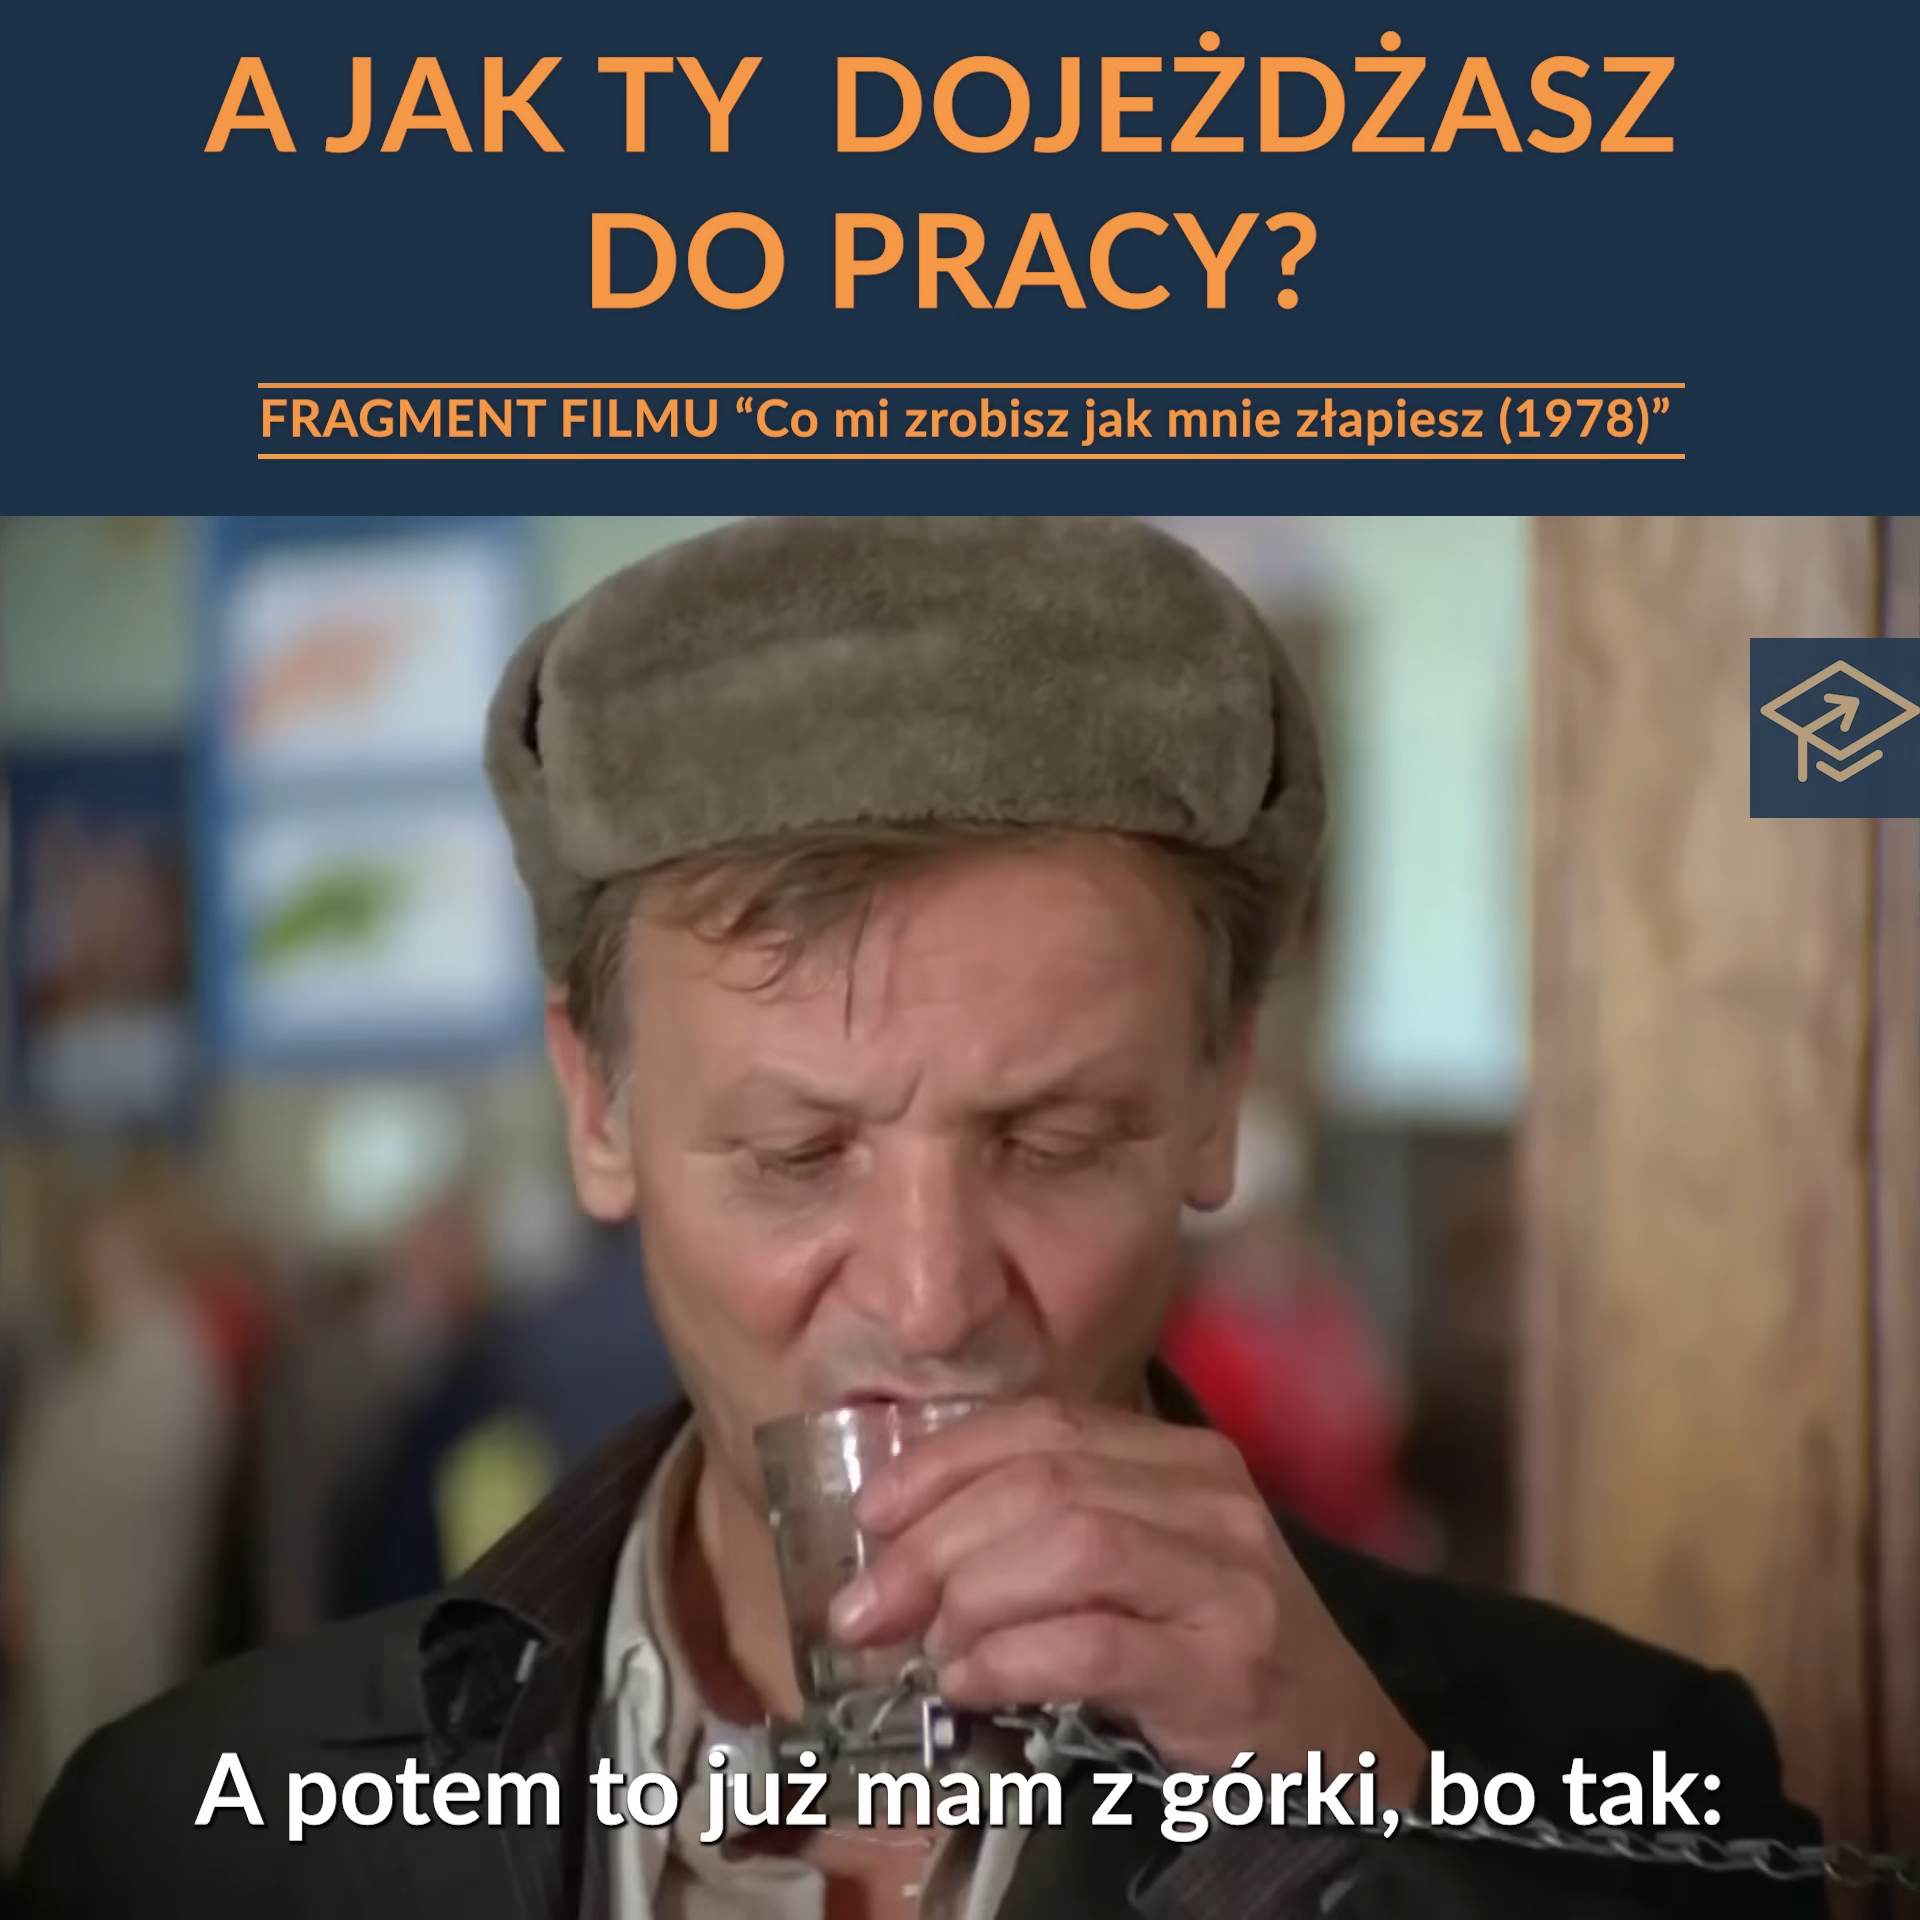 A JAK TY DOJEŻDŻASZ
DO PRACY?
FRAGMENT FILMU “Co mi zrobisz jak mnie złapiesz (1978)”
A potem to już mam z górki, bo tak: